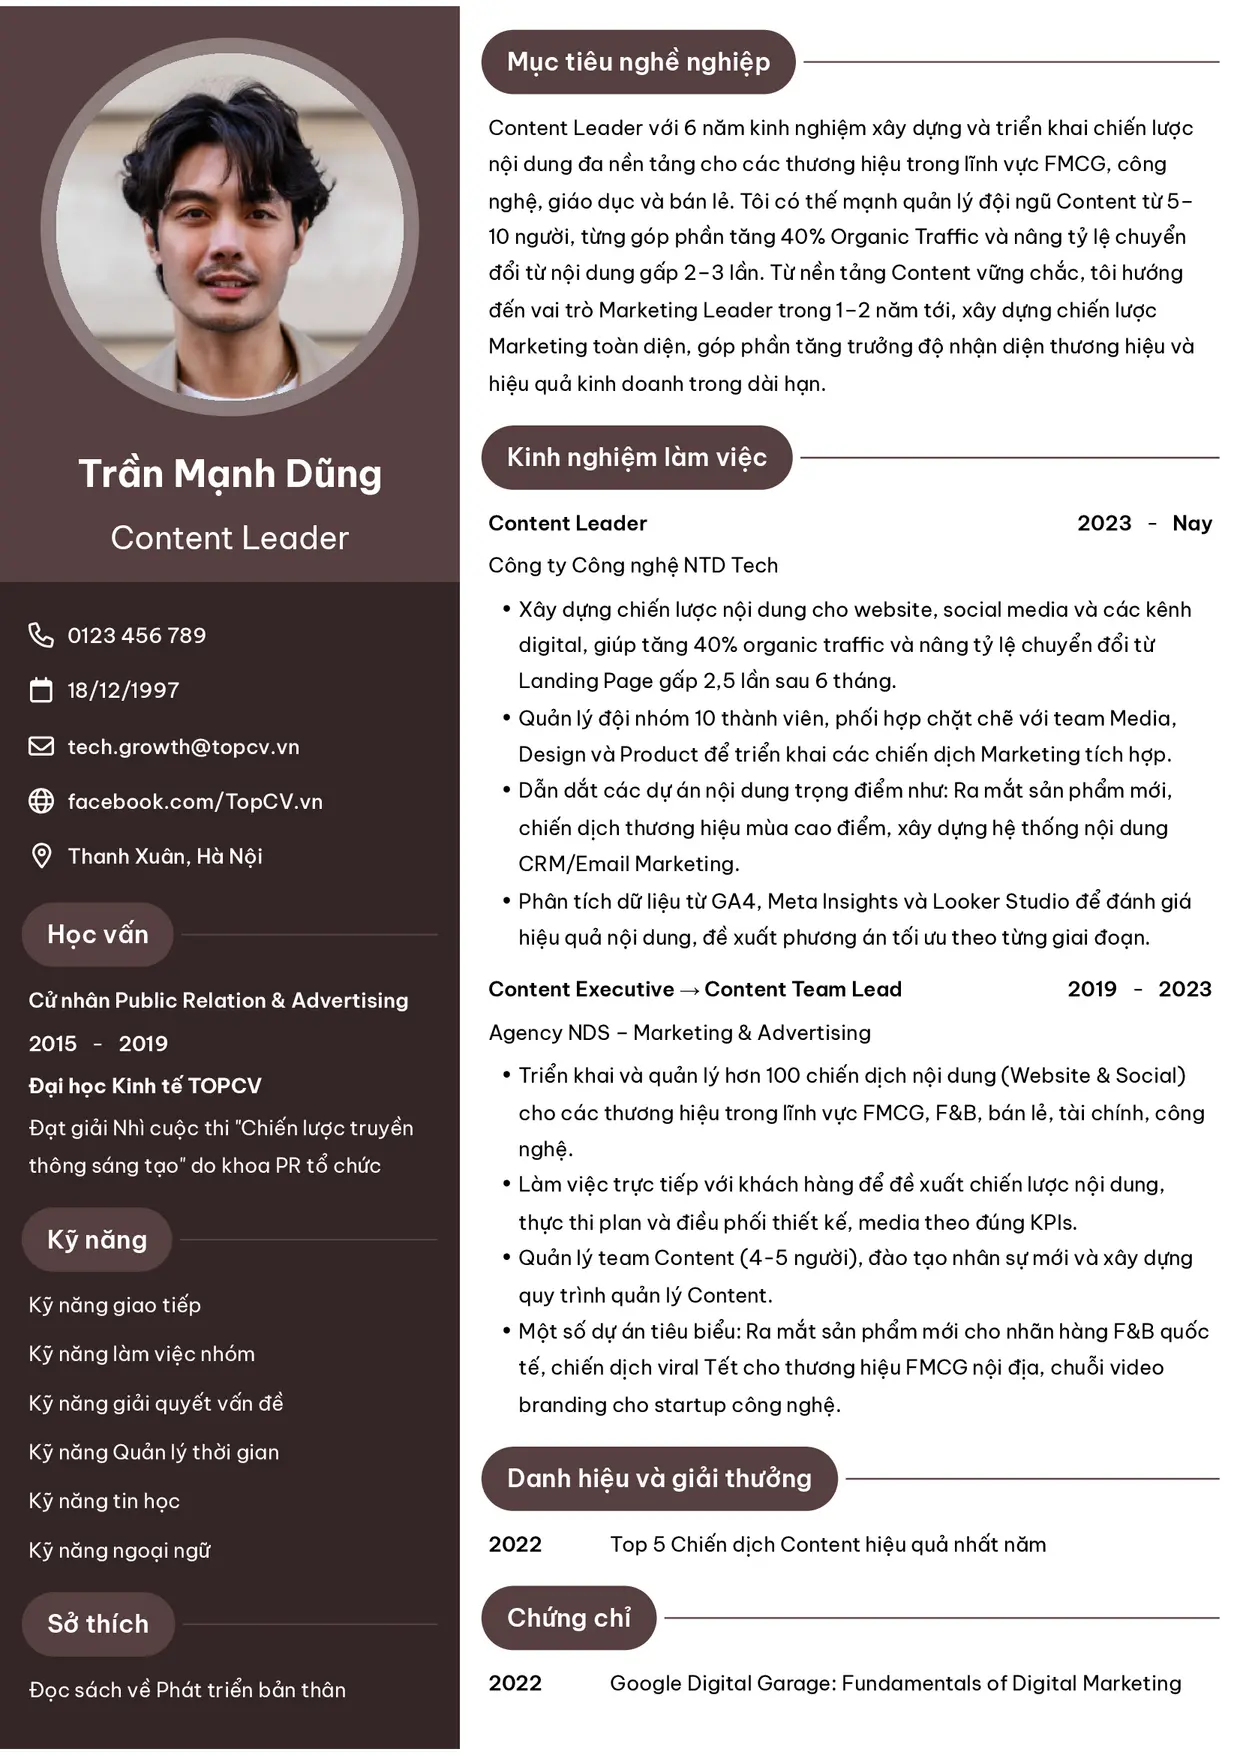 Trần Mạnh Dũng
Content Leader
0123 456 789
18/12/1997
tech.growth@topcv.vn
facebook.com/TopCV.vn
Thanh Xuân, Hà Nội
Học vấn
Cử nhân Public Relation & Advertising
2015 - 2019
Đại học Kinh tế TOPCV
Đạt giải Nhì cuộc thi "Chiến lược truyền
thông sáng tạo" do khoa PR tổ chức
Kỹ năng
Kỹ năng giao tiếp
Kỹ năng làm việc nhóm
Kỹ năng giải quyết vấn đề
Kỹ năng Quản lý thời gian
Kỹ năng tin học
Kỹ năng ngoại ngữ
Sở thích
Đọc sách về Phát triển bản thân
Mục tiêu nghề nghiệp
Content Leader với 6 năm kinh nghiệm xây dựng và triển khai chiến lược
nội dung đa nền tảng cho các thương hiệu trong lĩnh vực FMCG, công
nghệ, giáo dục và bán lẻ. Tôi có thế mạnh quản lý đội ngũ Content từ 5–
10 người, từng góp phần tăng 40% Organic Traffic và nâng tỷ lệ chuyển
đổi từ nội dung gấp 2–3 lần. Từ nền tảng Content vững chắc, tôi hướng
đến vai trò Marketing Leader trong 1–2 năm tới, xây dựng chiến lược
Marketing toàn diện, góp phần tăng trưởng độ nhận diện thương hiệu và
hiệu quả kinh doanh trong dài hạn.
Kinh nghiệm làm việc
Content Leader 2023 - Nay
Công ty Công nghệ NTD Tech
• Xây dựng chiến lược nội dung cho website, social media và các kênh
digital, giúp tăng 40% organic traffic và nâng tỷ lệ chuyển đổi từ
Landing Page gấp 2,5 lần sau 6 tháng.
• Quản lý đội nhóm 10 thành viên, phối hợp chặt chẽ với team Media,
Design và Product để triển khai các chiến dịch Marketing tích hợp.
• Dẫn dắt các dự án nội dung trọng điểm như: Ra mắt sản phẩm mới,
chiến dịch thương hiệu mùa cao điểm, xây dựng hệ thống nội dung
CRM/Email Marketing.
• Phân tích dữ liệu từ GA4, Meta Insights và Looker Studio để đánh giá
hiệu quả nội dung, đề xuất phương án tối ưu theo từng giai đoạn.
Content Executive → Content Team Lead 2019 - 2023
Agency NDS – Marketing & Advertising
• Triển khai và quản lý hơn 100 chiến dịch nội dung (Website & Social)
cho các thương hiệu trong lĩnh vực FMCG, F&B, bán lẻ, tài chính, công
nghệ.
• Làm việc trực tiếp với khách hàng để đề xuất chiến lược nội dung,
thực thi plan và điều phối thiết kế, media theo đúng KPIs.
• Quản lý team Content (4-5 người), đào tạo nhân sự mới và xây dựng
quy trình quản lý Content.
• Một số dự án tiêu biểu: Ra mắt sản phẩm mới cho nhãn hàng F&B quốc
tế, chiến dịch viral Tết cho thương hiệu FMCG nội địa, chuỗi video
branding cho startup công nghệ.
Danh hiệu và giải thưởng
2022 Top 5 Chiến dịch Content hiệu quả nhất năm
Chứng chỉ
2022 Google Digital Garage: Fundamentals of Digital Marketing